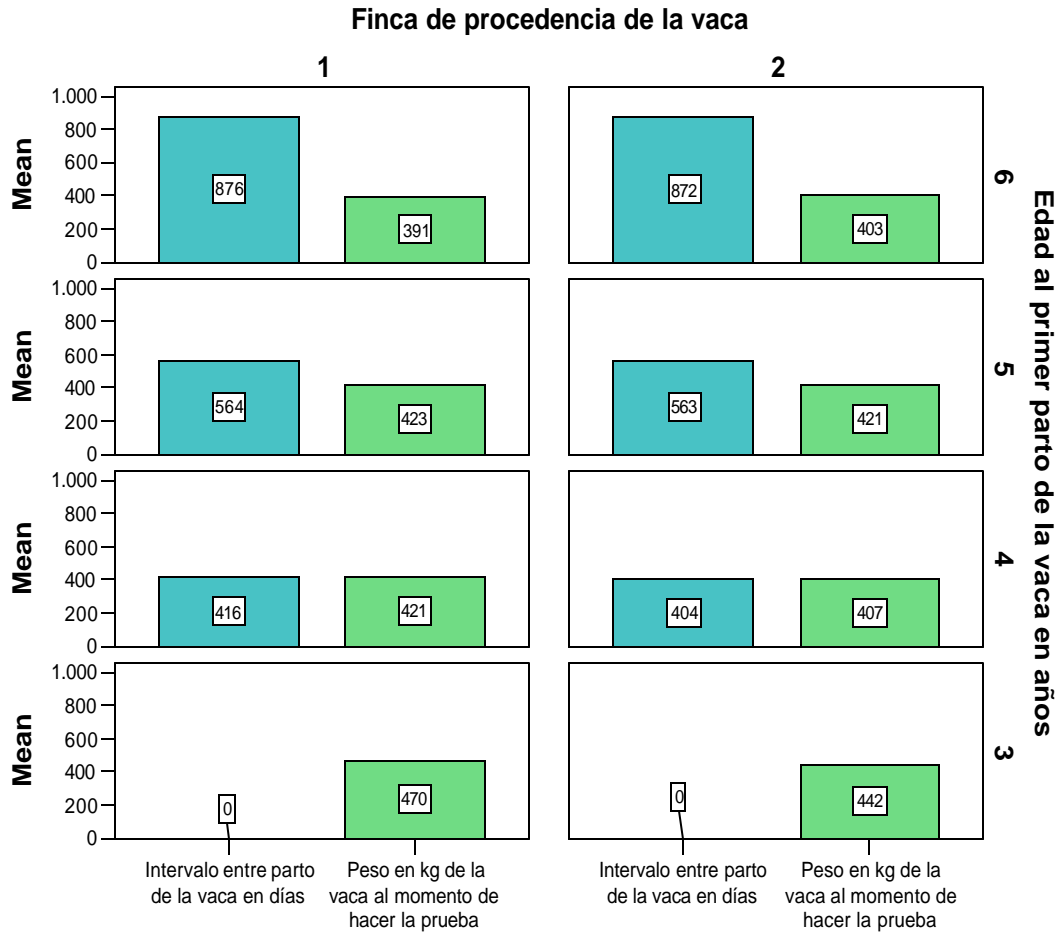 Finca de procedencia de la vaca
1
2
Mean
1.000
800
600
400
200
0
876
391
872
403
6
Mean
1.000
800
600
400
200
0
564
423
563
421
5
Mean
1.000
800
600
400
200
0
416
421
404
407
4
Mean
1.000
800
600
400
200
0
0
470
0
442
3
Edad al primer parto de la vaca en años
Intervalo entre parto
de la vaca en días
Peso en kg de la
vaca al momento de
hacer la prueba
Intervalo entre parto
de la vaca en días
Peso en kg de la
vaca al momento de
hacer la prueba